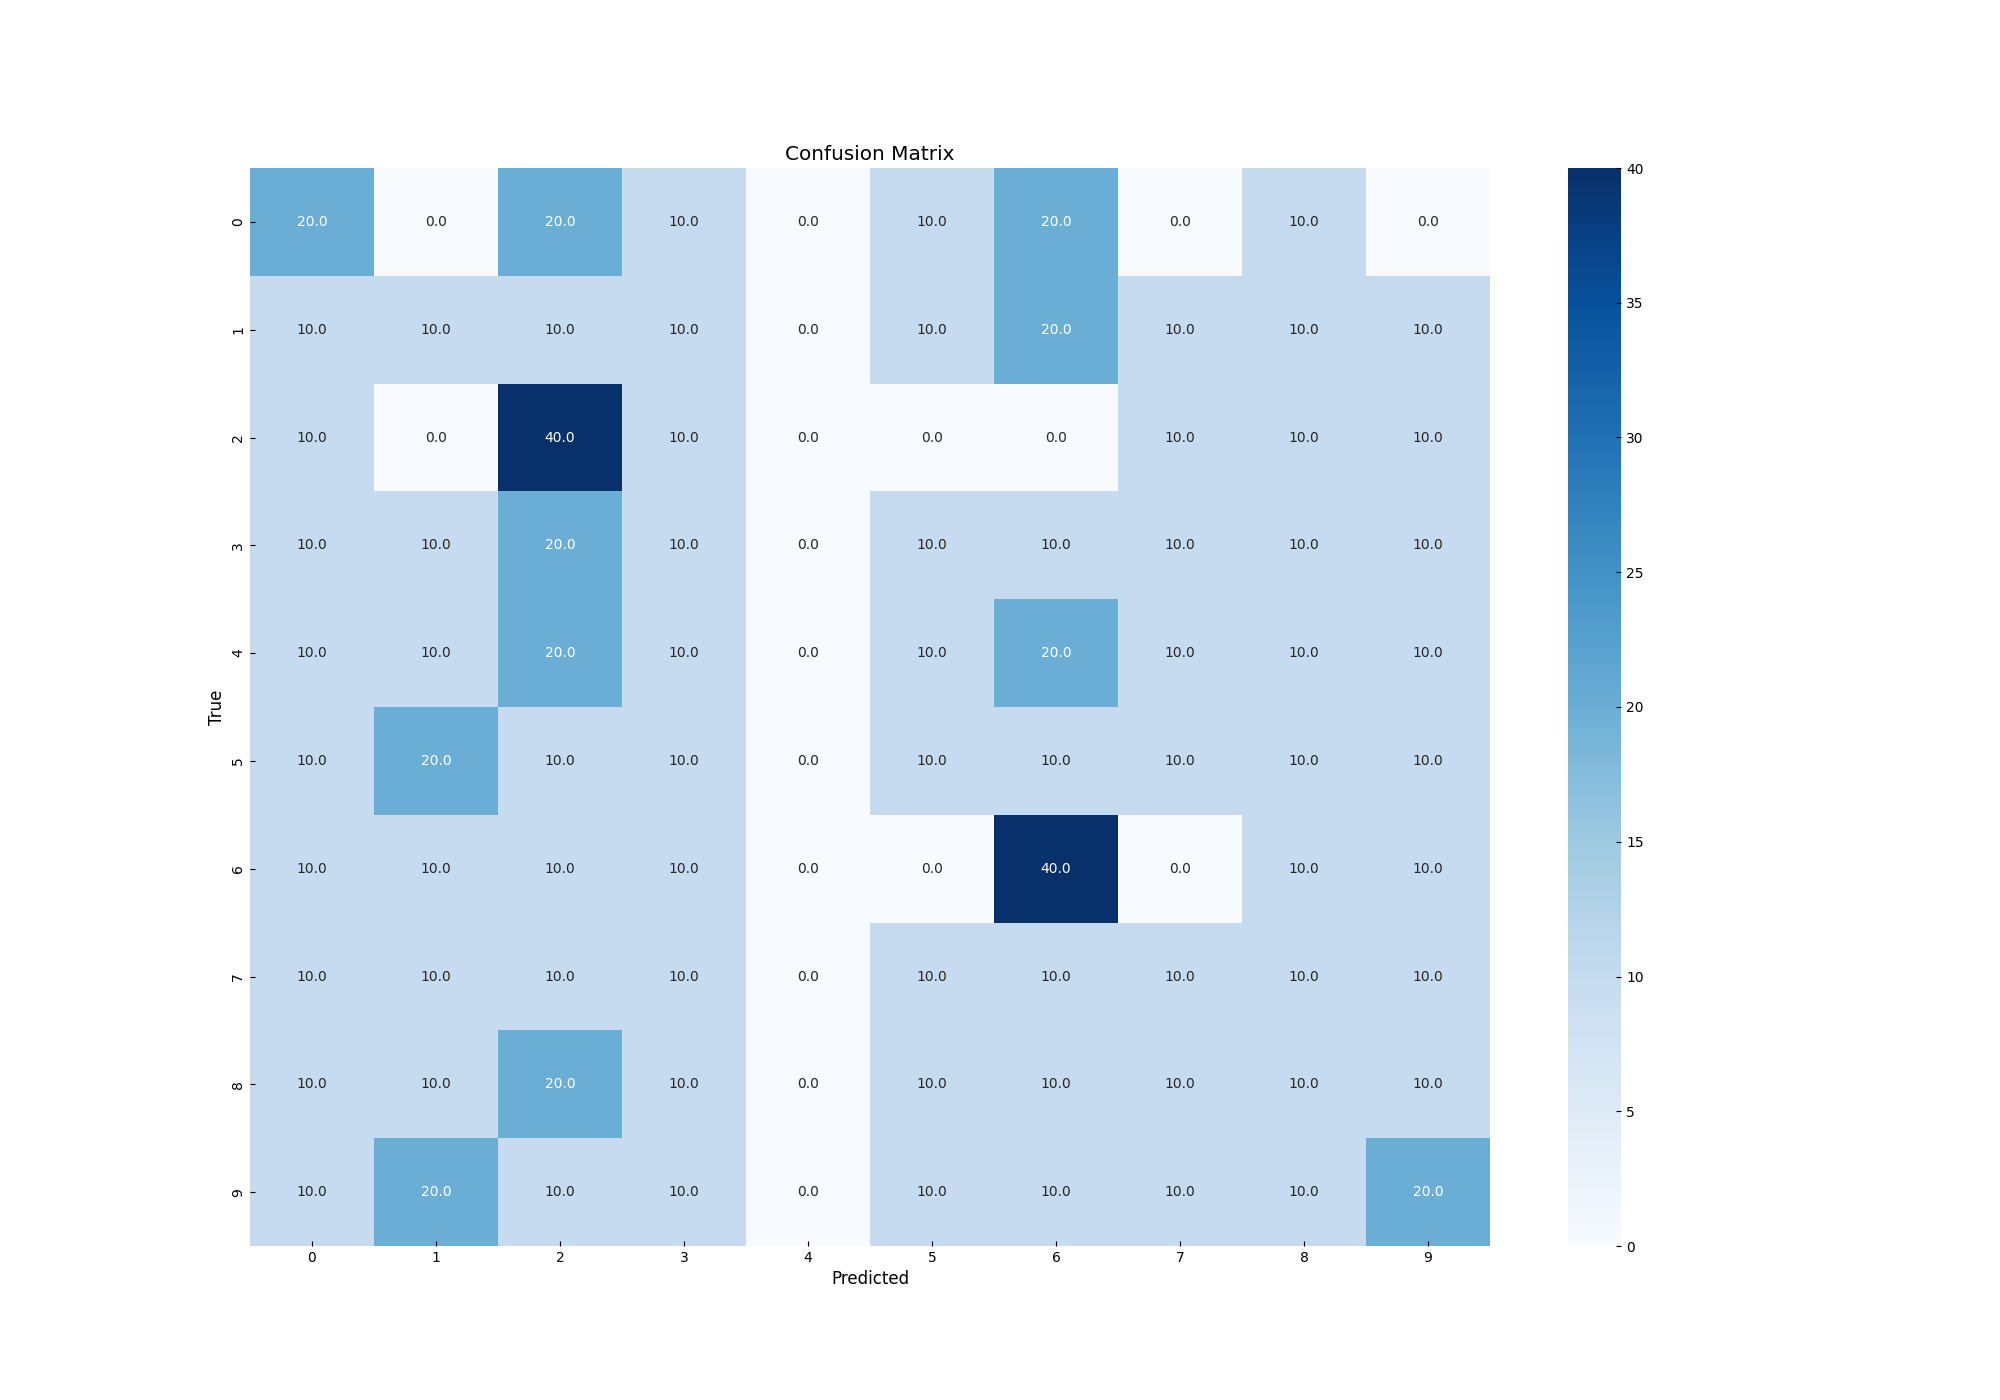 Confusion Matrix
0 20.0 0.0 20.0 10.0 0.0 10.0 20.0 0.0 10.0 0.0
1 10.0 10.0 10.0 10.0 0.0 10.0 20.0 10.0 10.0 10.0
2 10.0 0.0 40.0 10.0 0.0 0.0 0.0 10.0 10.0 10.0
3 10.0 10.0 20.0 10.0 0.0 10.0 10.0 10.0 10.0 10.0
4 10.0 10.0 20.0 10.0 0.0 10.0 20.0 10.0 10.0 10.0
True
5 10.0 20.0 10.0 10.0 0.0 10.0 10.0 10.0 10.0 10.0
6 10.0 10.0 10.0 10.0 0.0 0.0 40.0 0.0 10.0 10.0
7 10.0 10.0 10.0 10.0 0.0 10.0 10.0 10.0 10.0 10.0
8 10.0 10.0 20.0 10.0 0.0 10.0 10.0 10.0 10.0 10.0
9 10.0 20.0 10.0 10.0 0.0 10.0 10.0 10.0 10.0 20.0
0 1 2 3 4 5 6 7 8 9
Predicted
40
35
30
25
20
15
10
5
0